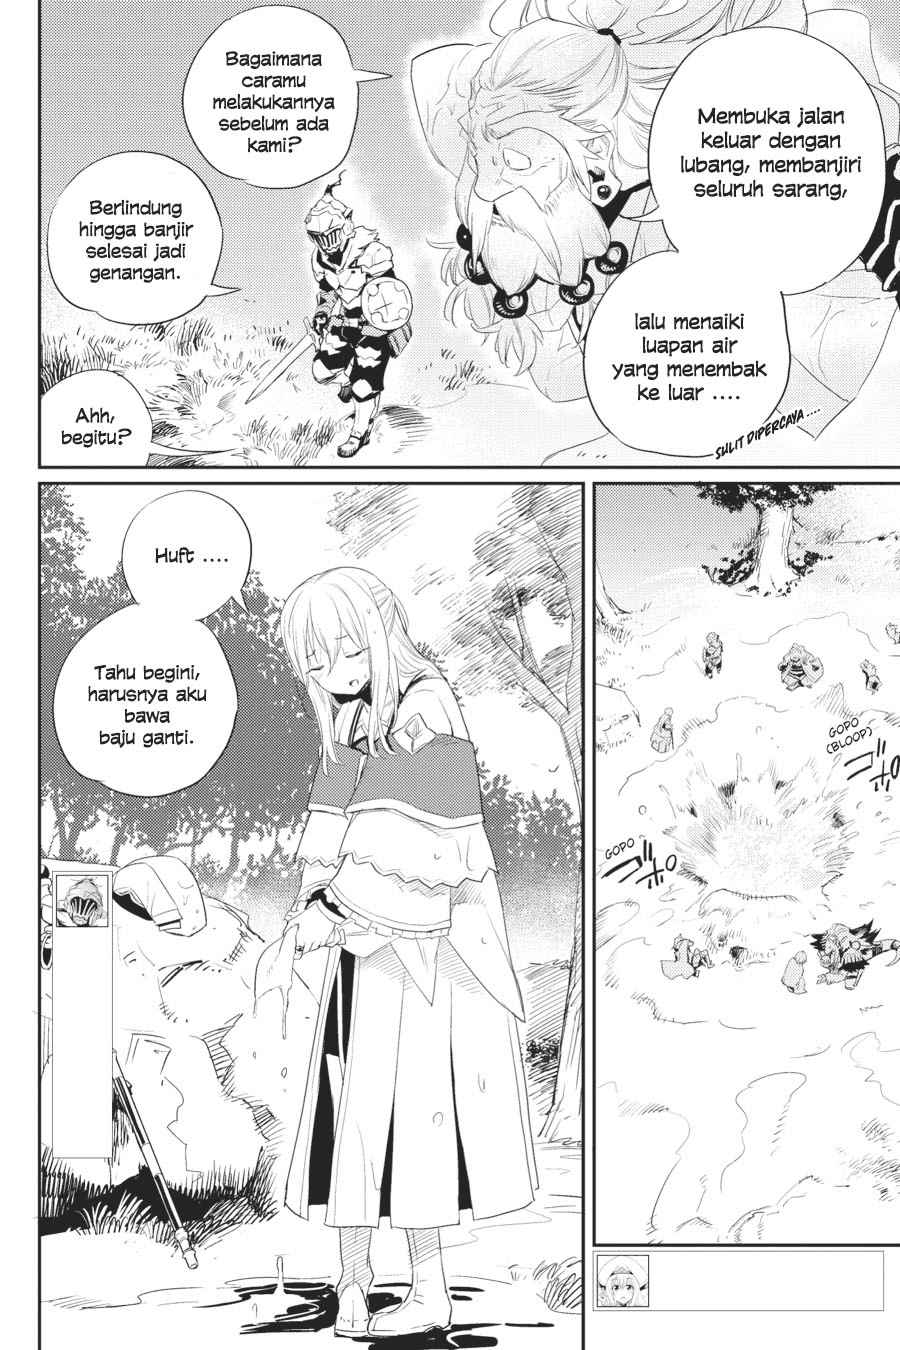 Membuka jalan
keluar dengan
lubang, membanjiri
seluruh sarang,
lalu menaiki
luapan air
yang menembak
ke luar ....
SULIT DIPERCAYA ....
Bagaimana
caramu
melakukannya
sebelum ada
kami?
Berlindung
hingga banjir
selesai jadi
genangan.
Ahh,
begitu?
GOPO
(BLOOP)
ゴポ
GOPO
ゴポ
Huft ....
Tahu begini,
harusnya aku
bawa
baju ganti.